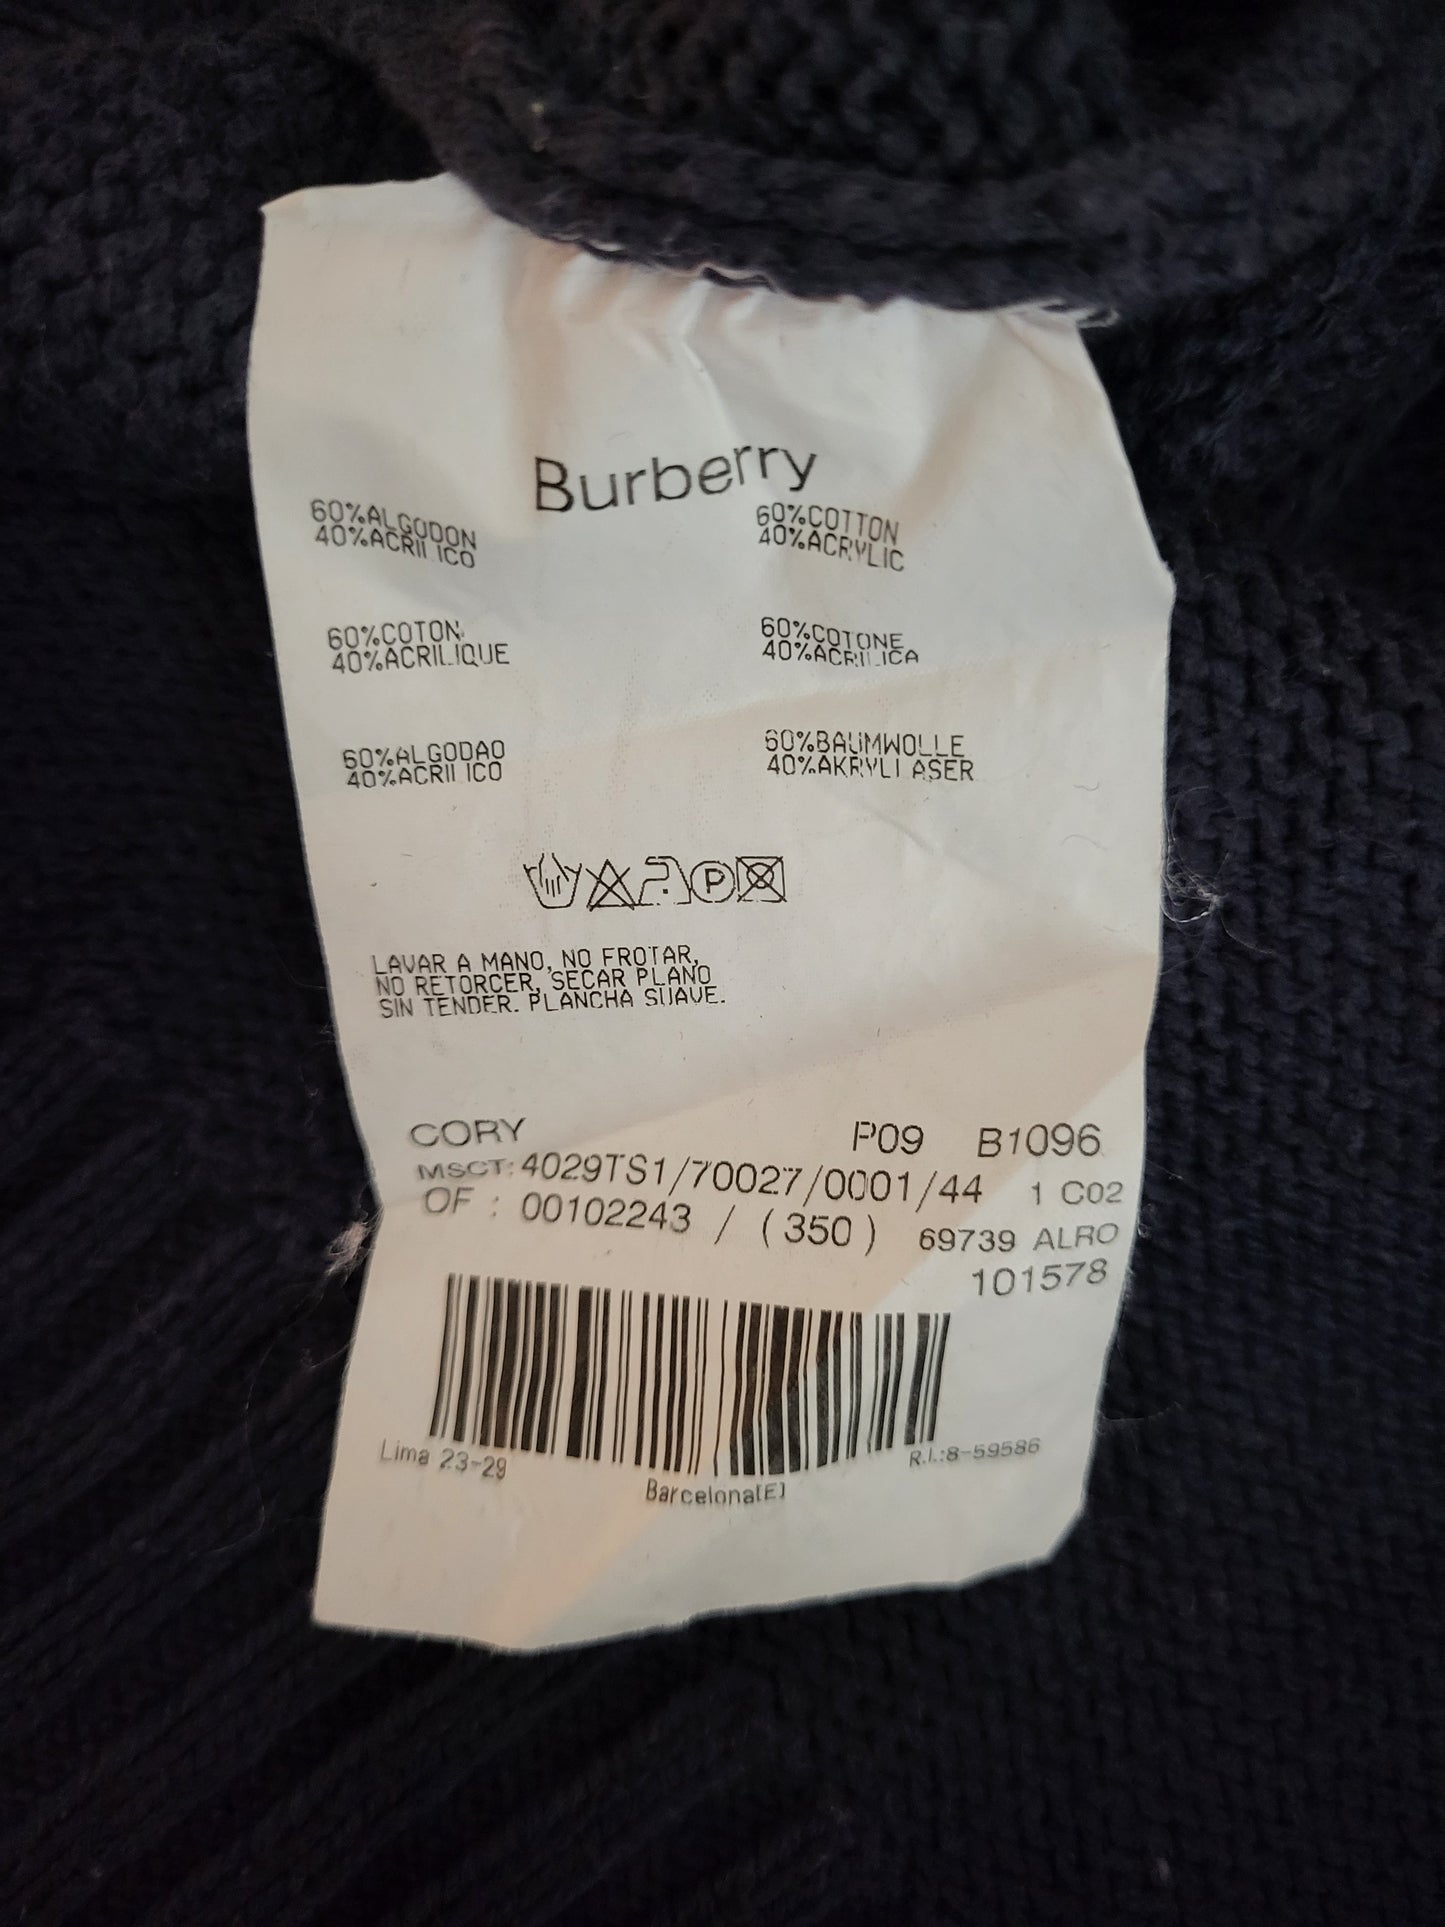 Burberry
60%ALGODON
40%ACRILICO
60%COTTON
40%ACRYLIC
60%COTON
40%ACRILIQUE
60%COTONE
40%ACRILICA
60%ALGODAO
40%ACRILICO
60%BAUMWOLLE
40%AKRYLFASER
P
LAVAR A MANO, NO FROTAR,
NO RETORCER, SECAR PLANO
SIN TENDER. PLANCHA SUAVE.
CORY P09 B1096
MSCT: 4029TS1/70027/0001/44 1 C02
OF : 00102243 / (350) 69739 ALRO
101578
Lima 23-29 R.I.:8-59586
Barcelona(E)